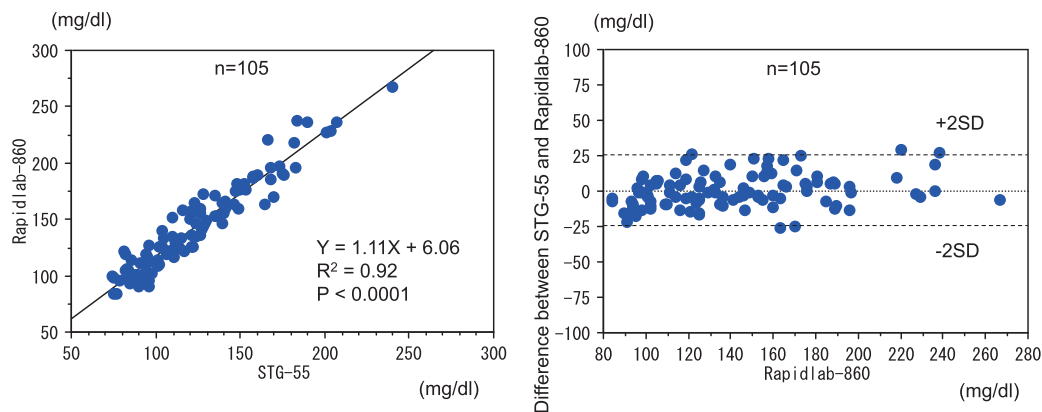 (mg/dl)
300
250
200
150
100
50
Rapidlab-860
n=105
Y = 1.11X + 6.06
R² = 0.92
P < 0.0001
50
100
150
200
250
300
STG-55
(mg/dl)
(mg/dl)
100
75
50
25
0
-25
-50
-75
-100
Difference between STG-55 and Rapidlab-860
n=105
+2SD
-2SD
80
100
120
140
160
180
200
220
240
260
280
Rapidlab-860
(mg/dl)